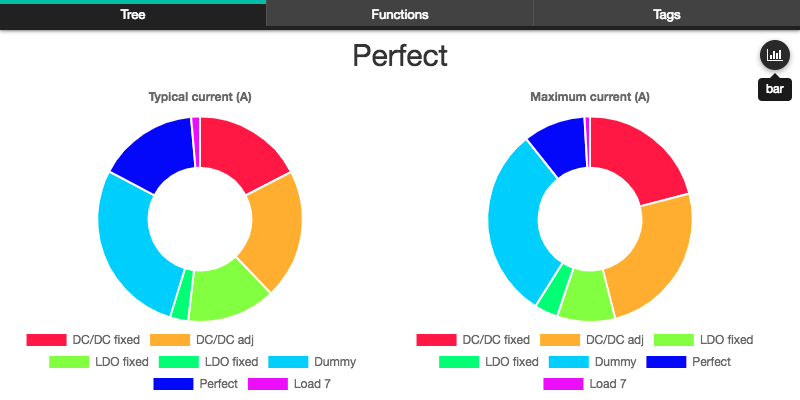 Tree Functions Tags
Perfect
bar
Typical current (A) Maximum current (A)
DC/DC fixed DC/DC adj
LDO fixed LDO fixed Dummy
Perfect Load 7
DC/DC fixed DC/DC adj LDO fixed
LDO fixed Dummy Perfect
Load 7